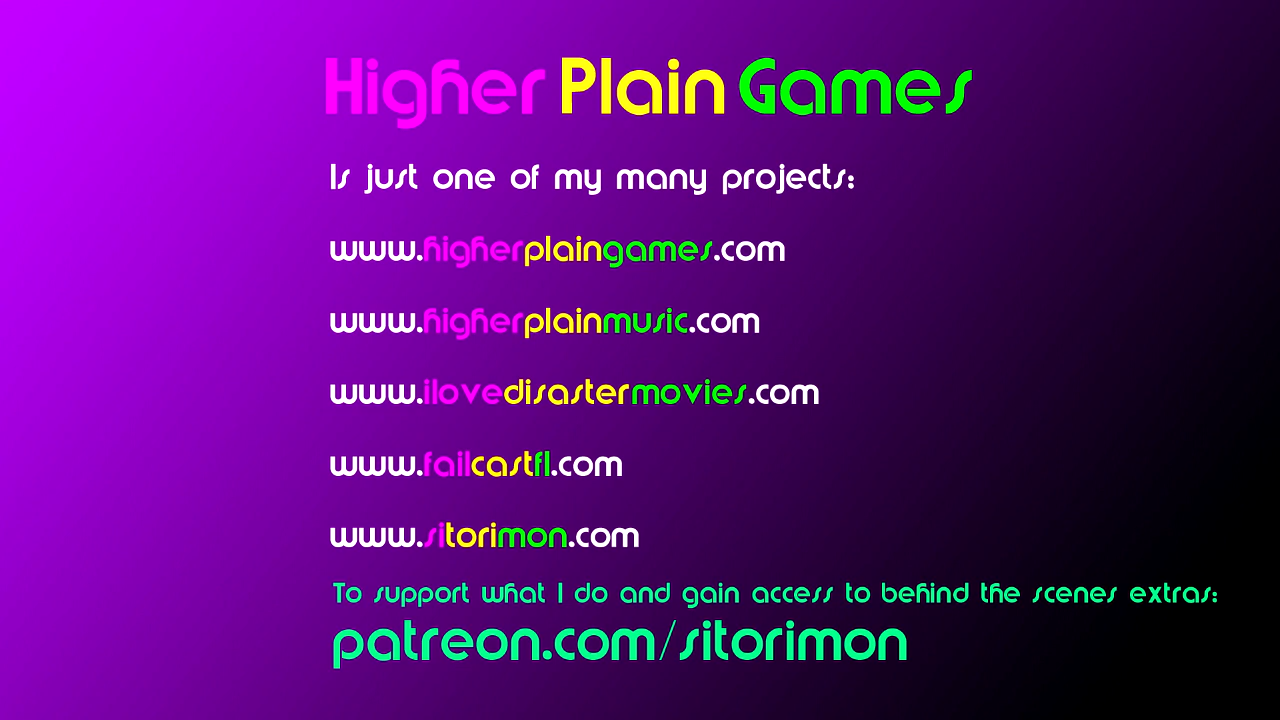 Higher Plain Games
Is just one of my many projects:
www.higherplaingames.com
www.higherplainmusic.com
www.ilovedisastermovies.com
www.failcastfl.com
www.sitorimon.com
To support what I do and gain access to behind the scenes extras:
patreon.com/sitorimon